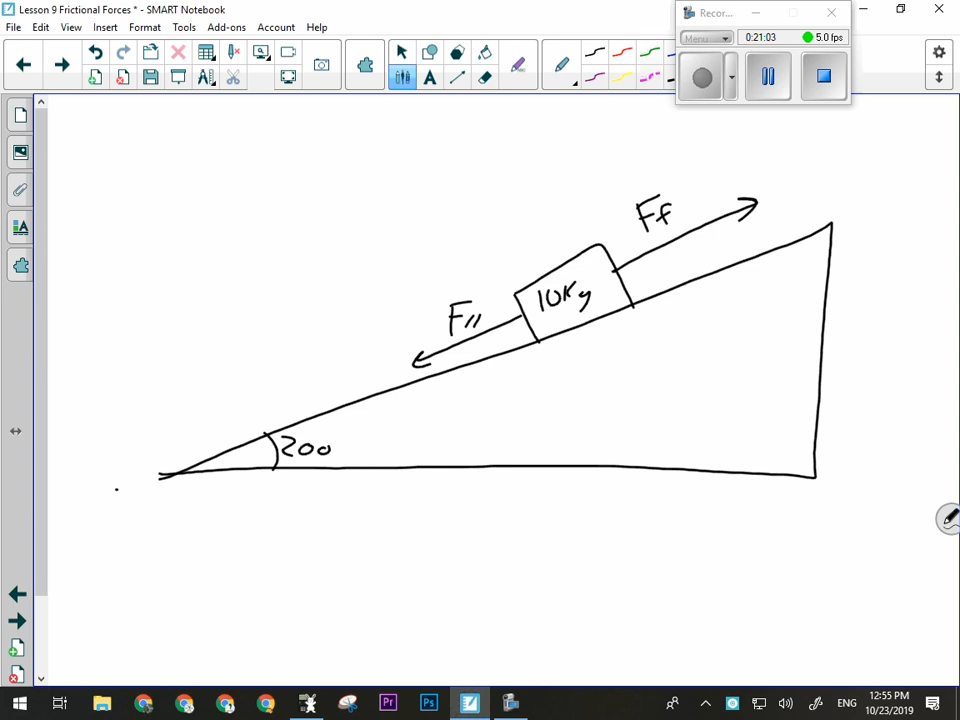 Lesson 9 Frictional Forces * - SMART Notebook
Recor...
File Edit View Insert Format Tools Add-ons Account Help
Menu
0:21:03
5.0 fps
Ff
10Kg
F//
200
ENG
12:55 PM
10/23/2019